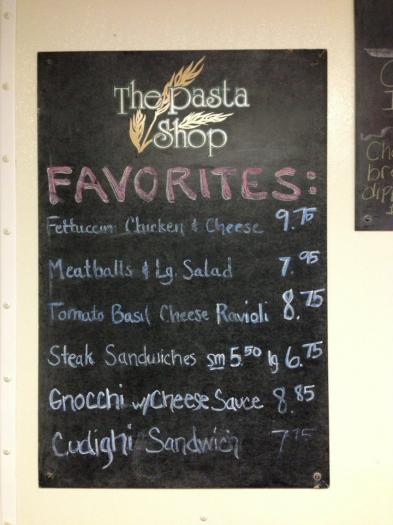 The Pasta
Shop
FAVORITES:
Fettuccini Chicken & Cheese 9.75
Meatballs & Lg. Salad 7.95
Tomato Basil Cheese Ravioli 8.75
Steak Sandwiches sm 5.50 lg 6.75
Gnocchi w/Cheese Sauce 8.85
Cudighi Sandwich 7.75